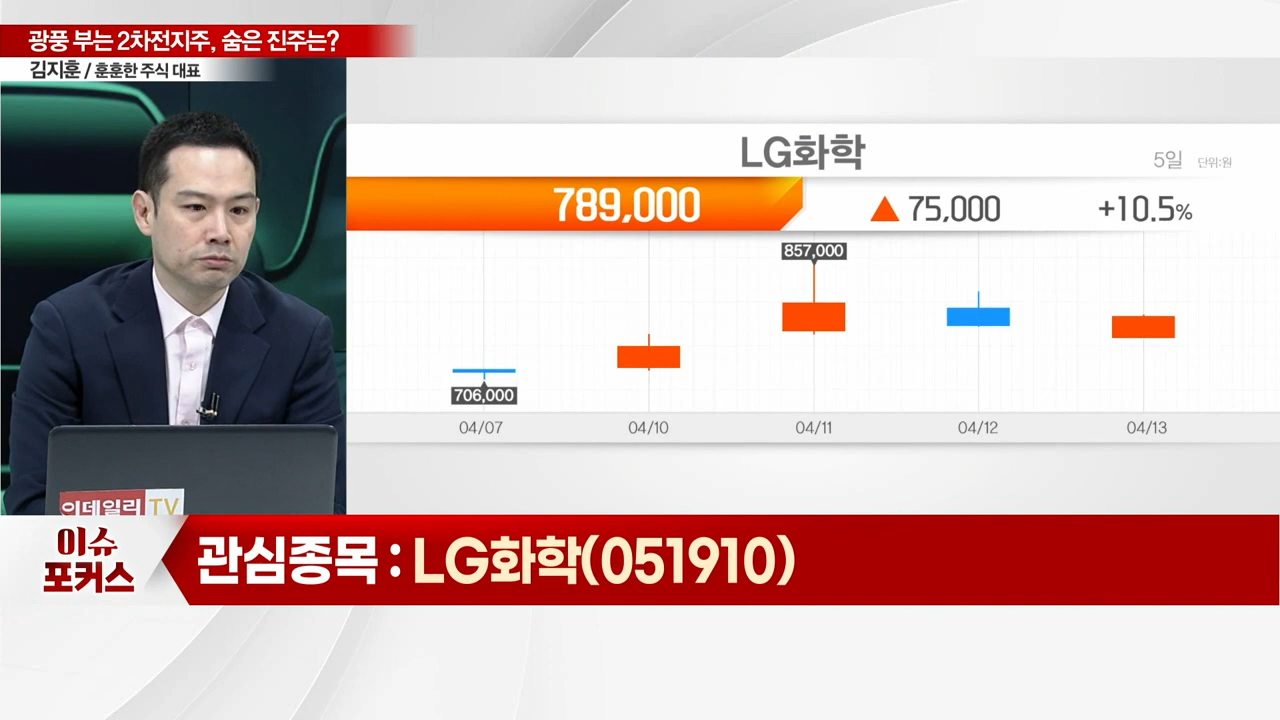 광풍 부는 2차전지주, 숨은 진주는?
김지훈 / 훈훈한 주식 대표
LG화학
5일 단위:원
789,000 ▲ 75,000 +10.5%
857,000
706,000
04/07 04/10 04/11 04/12 04/13
이데일리 TV
이슈
포커스
관심종목 : LG화학(051910)